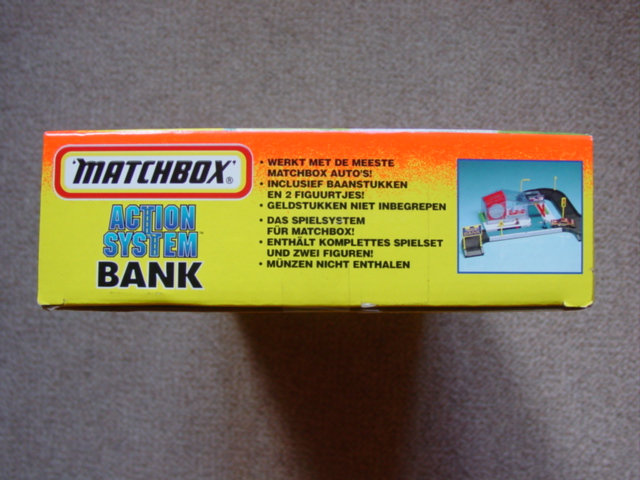 'MATCHBOX'®
ACTION
SYSTEM™
BANK
• WERKT MET DE MEESTE
MATCHBOX AUTO'S!
• INCLUSIEF BAANSTUKKEN
EN 2 FIGUURTJES!
• GELDSTUKKEN NIET INBEGREPEN
• DAS SPIELSYSTEM
FÜR MATCHBOX!
• ENTHÄLT KOMPLETTES SPIELSET
UND ZWEI FIGUREN!
• MÜNZEN NICHT ENTHALEN